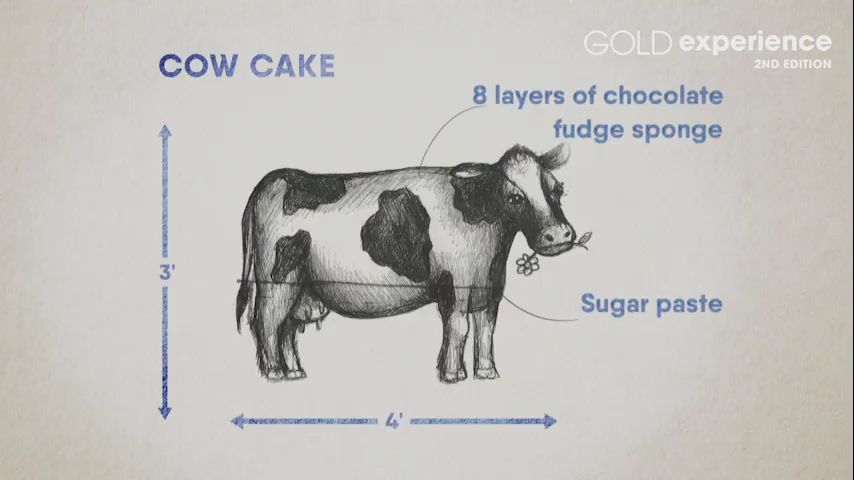 GOLD experience
2ND EDITION
COW CAKE
8 layers of chocolate
fudge sponge
3'
Sugar paste
4'